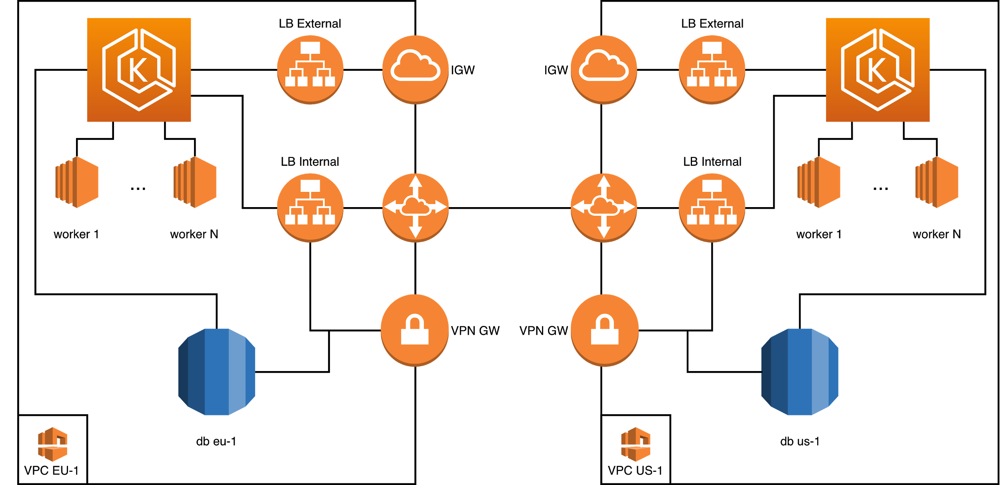 LB External
LB External
K
K
IGW
IGW
LB Internal
LB Internal
...
...
worker 1
worker N
worker 1
worker N
VPN GW
VPN GW
db eu-1
db us-1
VPC EU-1
VPC US-1